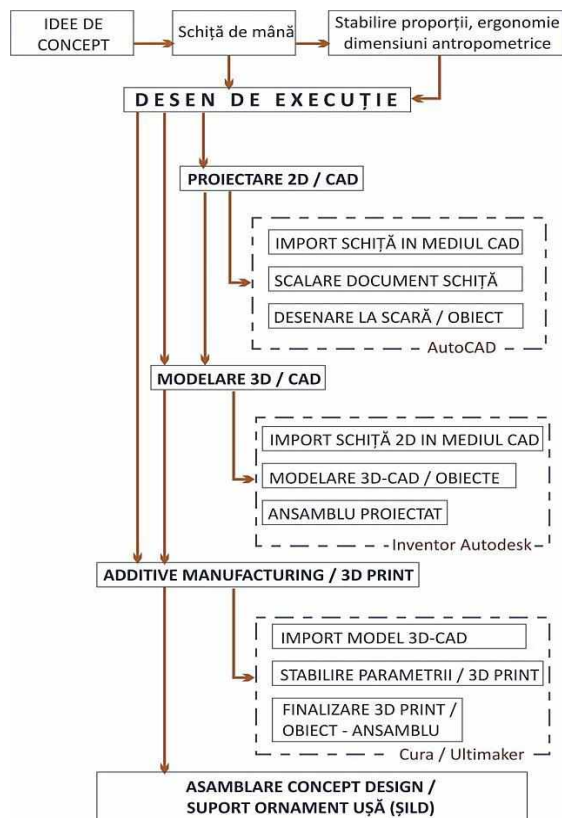 IDEE DE
CONCEPT
Schiță de mână
Stabilire proporții, ergonomie
dimensiuni antropometrice
DESEN DE EXECUȚIE
PROIECTARE 2D / CAD
IMPORT SCHIȚĂ IN MEDIUL CAD
SCALARE DOCUMENT SCHIȚĂ
DESENARE LA SCARĂ / OBIECT
AutoCAD
MODELARE 3D / CAD
IMPORT SCHIȚĂ 2D IN MEDIUL CAD
MODELARE 3D-CAD / OBIECTE
ANSAMBLU PROIECTAT
Inventor Autodesk
ADDITIVE MANUFACTURING / 3D PRINT
IMPORT MODEL 3D-CAD
STABILIRE PARAMETRII / 3D PRINT
FINALIZARE 3D PRINT /
OBIECT - ANSAMBLU
Cura / Ultimaker
ASAMBLARE CONCEPT DESIGN /
SUPORT ORNAMENT UȘĂ (ȘILD)